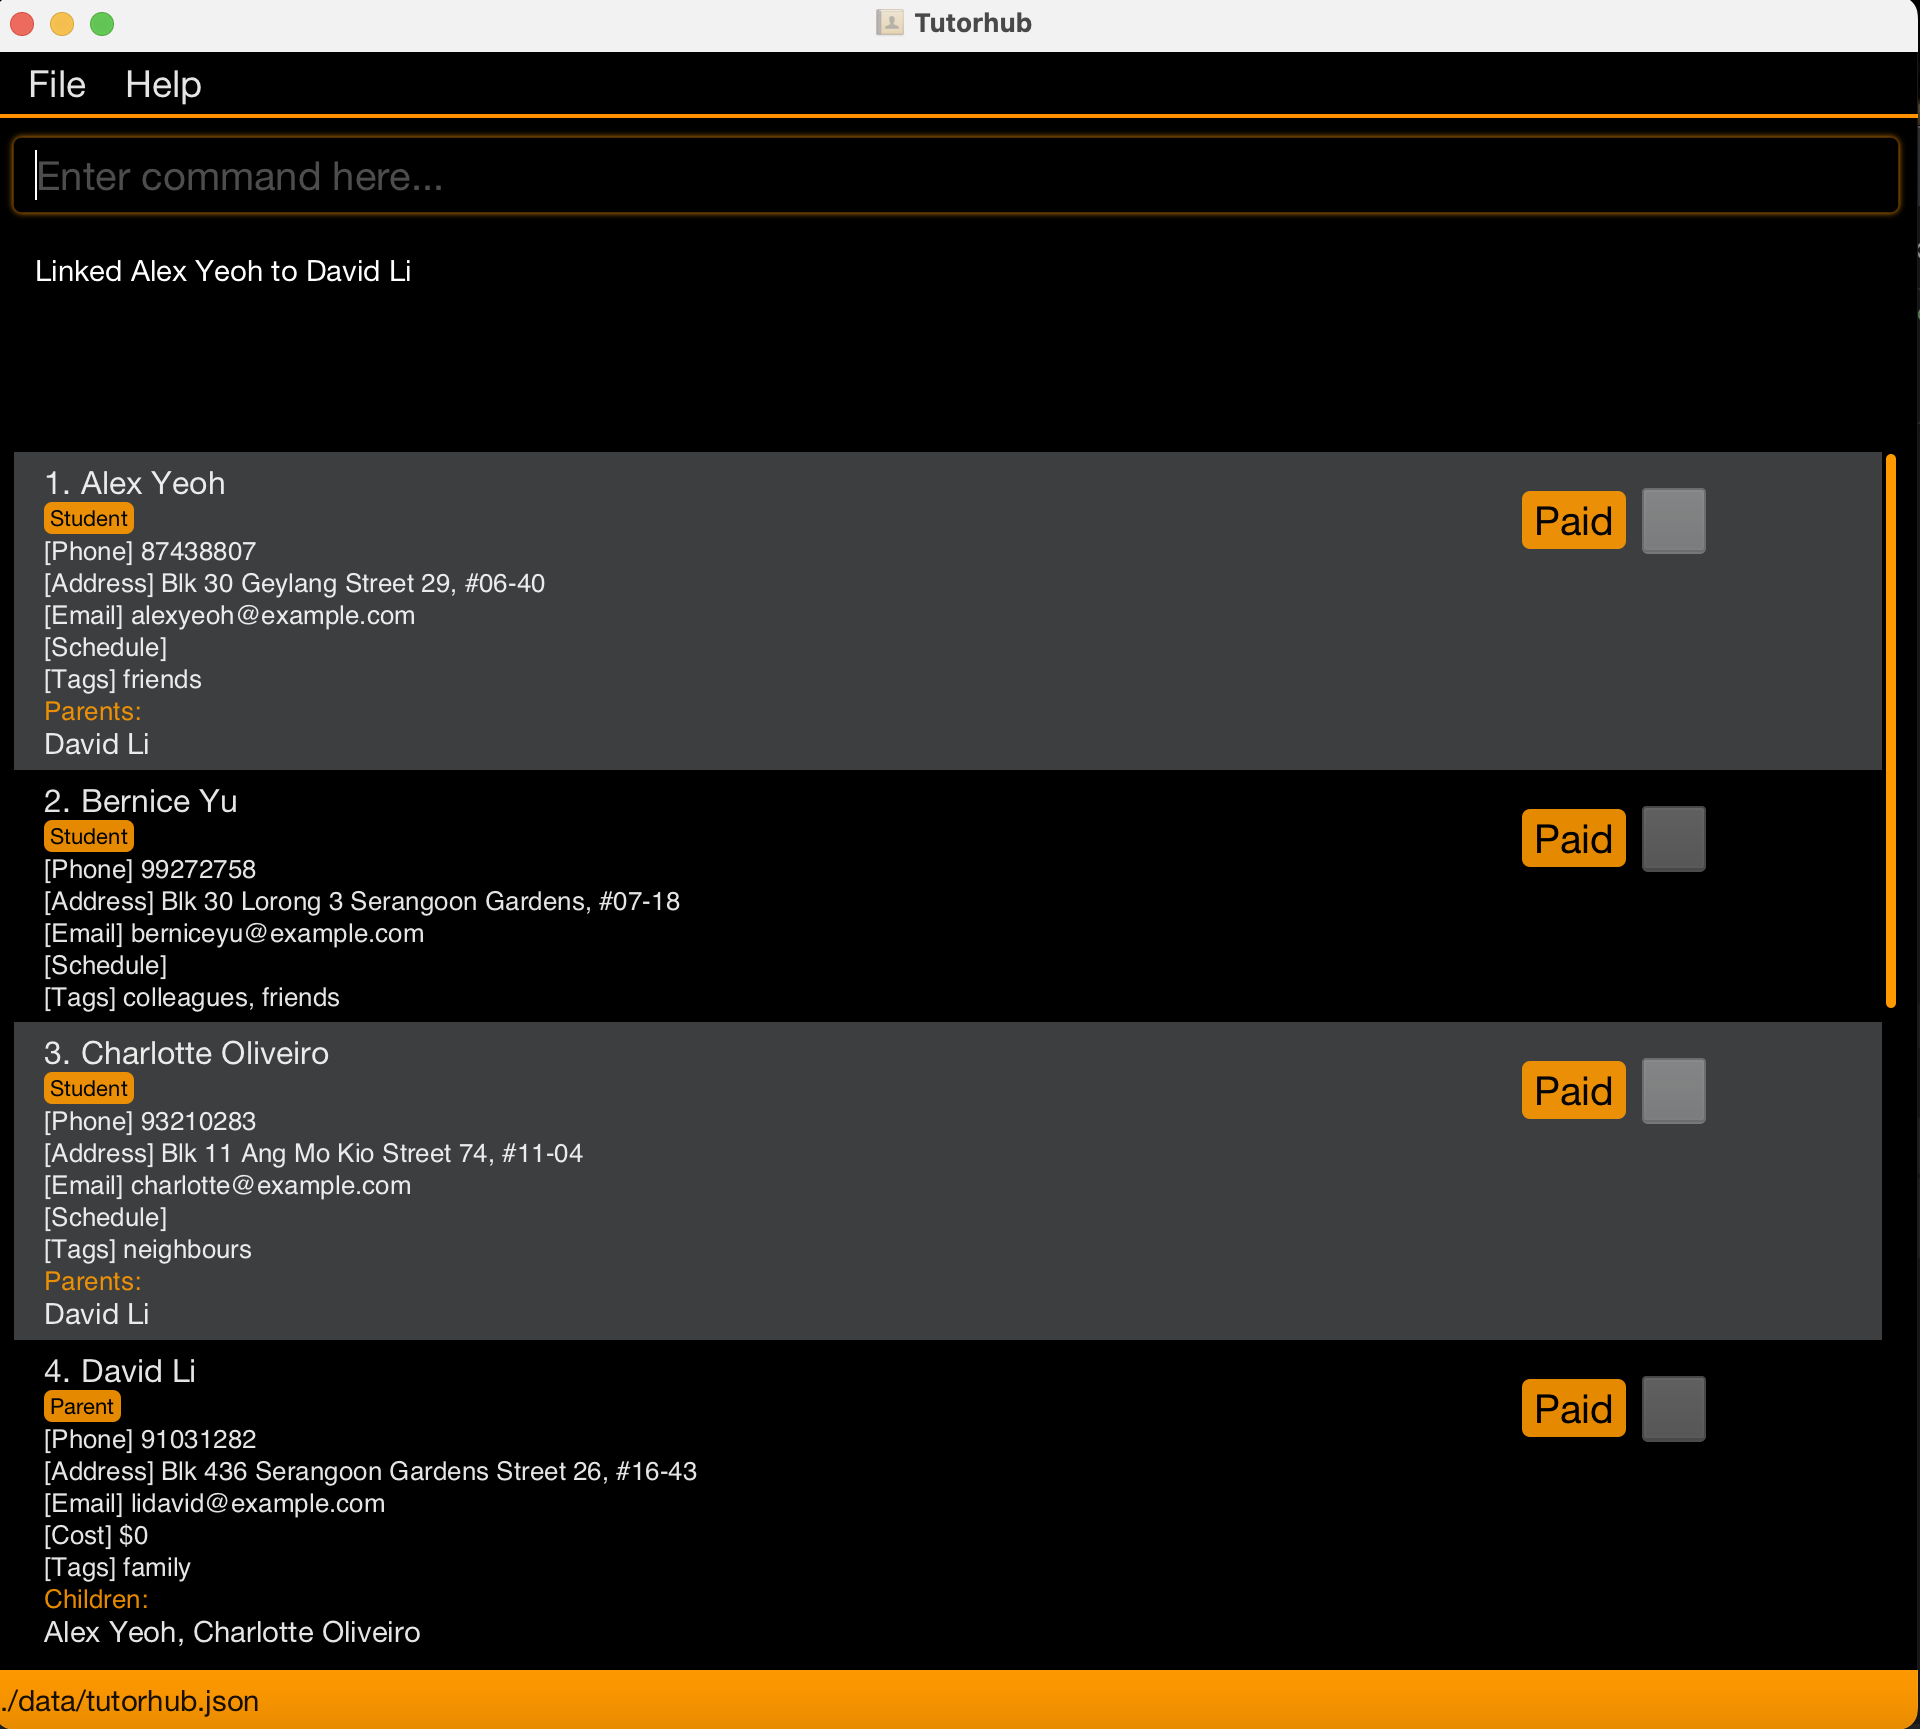 Tutorhub
File Help
Enter command here...
Linked Alex Yeoh to David Li
1. Alex Yeoh
Student
Paid
[Phone] 87438807
[Address] Blk 30 Geylang Street 29, #06-40
[Email] alexyeoh@example.com
[Schedule]
[Tags] friends
Parents:
David Li
2. Bernice Yu
Student
Paid
[Phone] 99272758
[Address] Blk 30 Lorong 3 Serangoon Gardens, #07-18
[Email] berniceyu@example.com
[Schedule]
[Tags] colleagues, friends
3. Charlotte Oliveiro
Student
Paid
[Phone] 93210283
[Address] Blk 11 Ang Mo Kio Street 74, #11-04
[Email] charlotte@example.com
[Schedule]
[Tags] neighbours
Parents:
David Li
4. David Li
Parent
Paid
[Phone] 91031282
[Address] Blk 436 Serangoon Gardens Street 26, #16-43
[Email] lidavid@example.com
[Cost] $0
[Tags] family
Children:
Alex Yeoh, Charlotte Oliveiro
./data/tutorhub.json